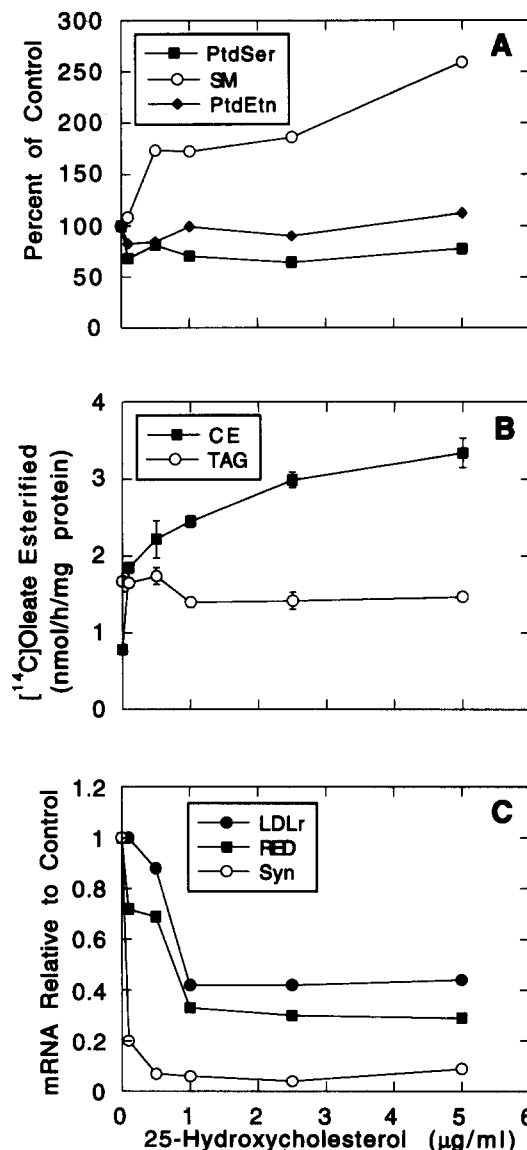 300
250
200
150
100
50
0
Percent of Control
PtdSer
SM
PtdEtn
A
4
3
2
1
0
[¹⁴C]Oleate Esterified
(nmol/h/mg protein)
CE
TAG
B
1.2
1
0.8
0.6
0.4
0.2
0
mRNA Relative to Control
LDLr
RED
Syn
C
0 1 2 3 4 5 6
25-Hydroxycholesterol (µg/ml)